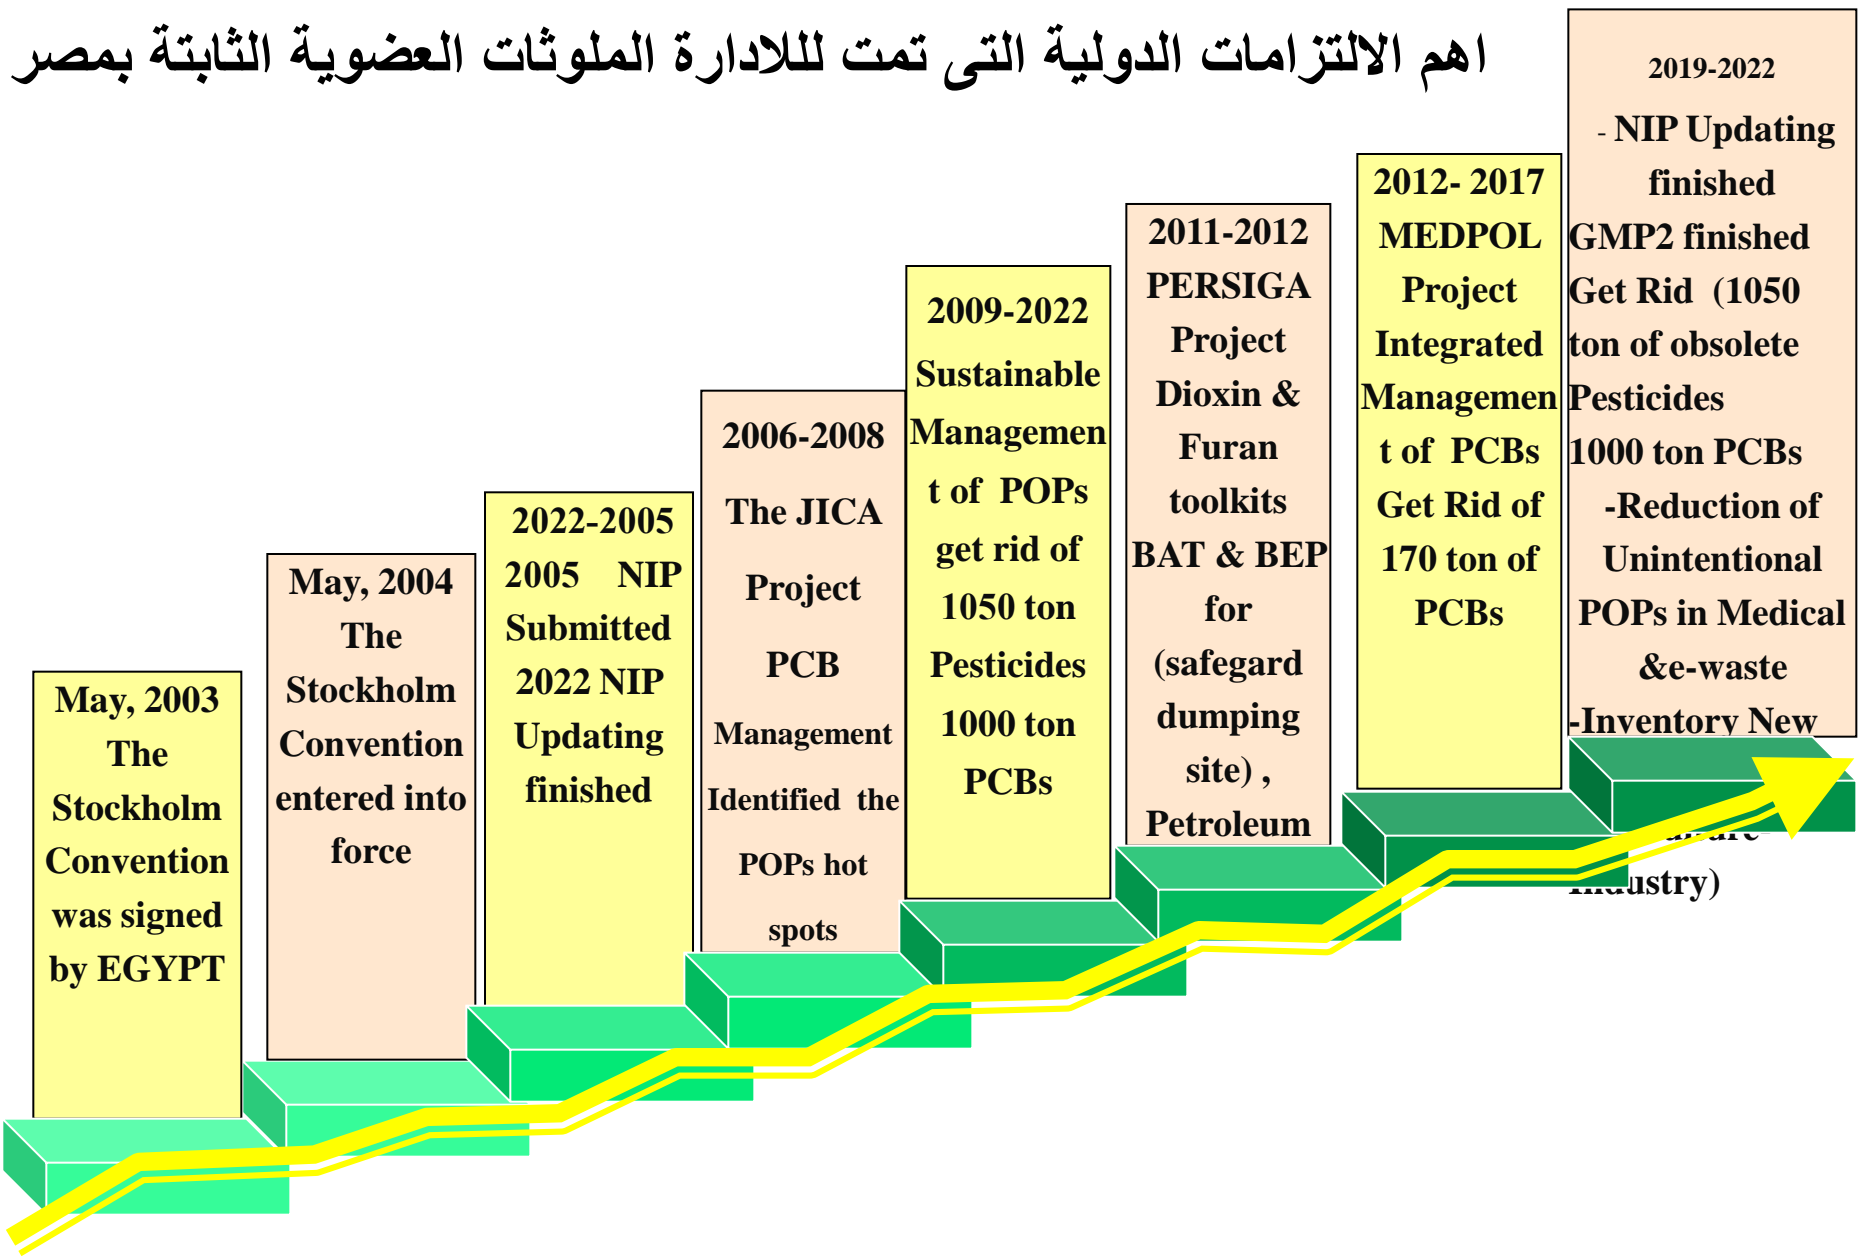 اهم الالتزامات الدولية التى تمت لللادارة الملوثات العضوية الثابتة بمصر
May, 2003
The
Stockholm
Convention
was signed
by EGYPT
May, 2004
The
Stockholm
Convention
entered into
force
2022-2005
2005 NIP
Submitted
2022 NIP
Updating
finished
2006-2008
The JICA
Project
PCB
Management
Identified the
POPs hot
spots
2009-2022
Sustainable
Managemen
t of POPs
get rid of
1050 ton
Pesticides
1000 ton
PCBs
2011-2012
PERSIGA
Project
Dioxin &
Furan
toolkits
BAT & BEP
for
(safegard
dumping
site) ,
Petroleum
2012- 2017
MEDPOL
Project
Integrated
Managemen
t of PCBs
Get Rid of
170 ton of
PCBs
2019-2022
- NIP Updating
finished
GMP2 finished
Get Rid (1050
ton of obsolete
Pesticides
1000 ton PCBs
-Reduction of
Unintentional
POPs in Medical
&e-waste
-Inventory New